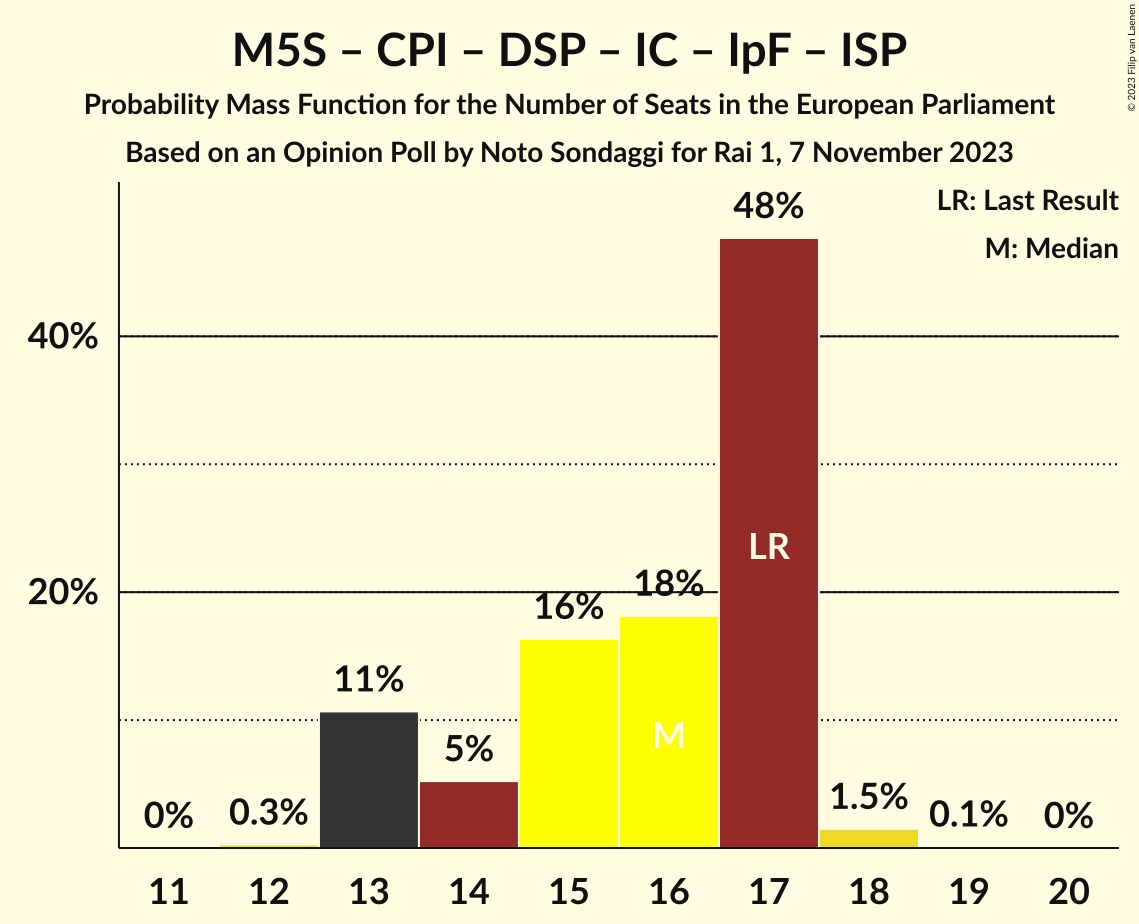 M5S – CPI – DSP – IC – IpF – ISP
Probability Mass Function for the Number of Seats in the European Parliament
Based on an Opinion Poll by Noto Sondaggi for Rai 1, 7 November 2023
© 2023 Filip van Laenen
LR: Last Result
M: Median
40%
20%
0%
0.3%
11%
5%
16%
18%
48%
1.5%
0.1%
0%
M
LR
11 12 13 14 15 16 17 18 19 20